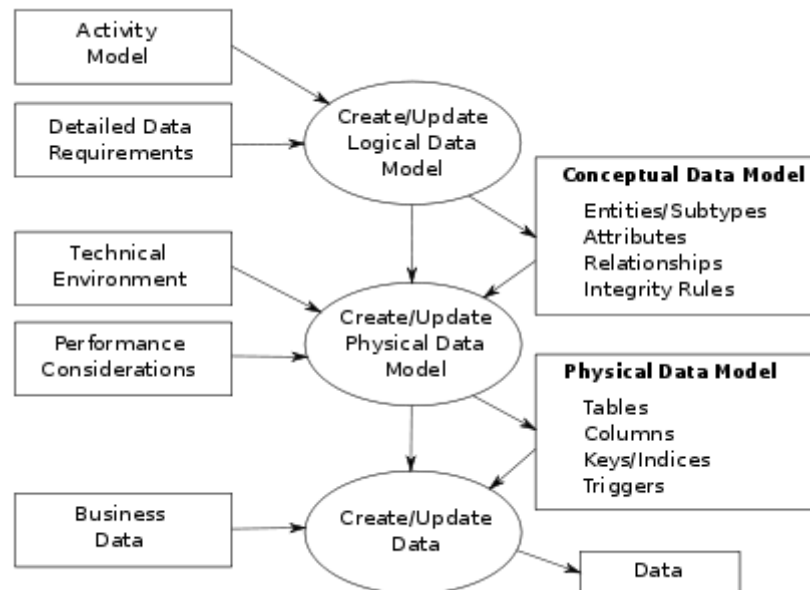 Activity
Model
Detailed Data
Requirements
Create/Update
Logical Data
Model
Conceptual Data Model
Entities/Subtypes
Attributes
Relationships
Integrity Rules
Technical
Environment
Performance
Considerations
Create/Update
Physical Data
Model
Physical Data Model
Tables
Columns
Keys/Indices
Triggers
Business
Data
Create/Update
Data
Data